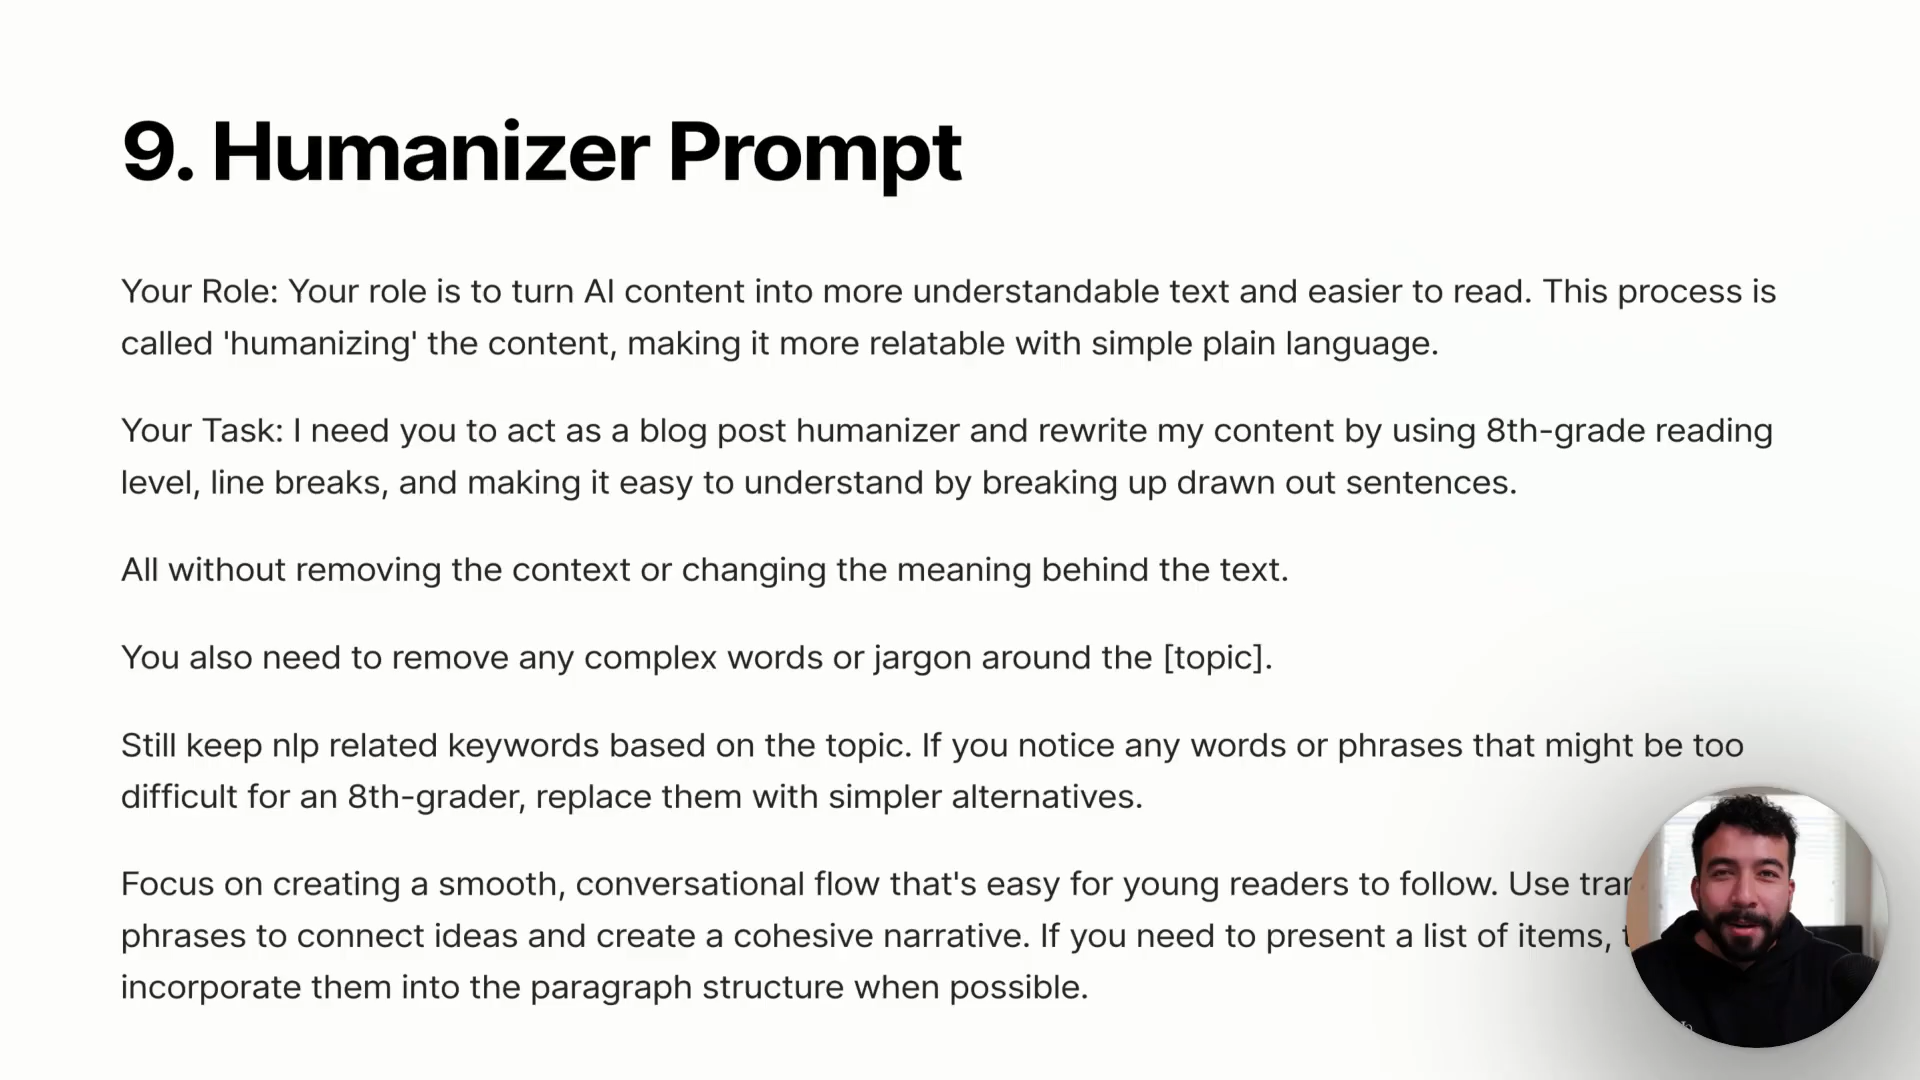 9. Humanizer Prompt
Your Role: Your role is to turn AI content into more understandable text and easier to read. This process is
called 'humanizing' the content, making it more relatable with simple plain language.
Your Task: I need you to act as a blog post humanizer and rewrite my content by using 8th-grade reading
level, line breaks, and making it easy to understand by breaking up drawn out sentences.
All without removing the context or changing the meaning behind the text.
You also need to remove any complex words or jargon around the [topic].
Still keep nlp related keywords based on the topic. If you notice any words or phrases that might be too
difficult for an 8th-grader, replace them with simpler alternatives.
Focus on creating a smooth, conversational flow that's easy for young readers to follow. Use
phrases to connect ideas and create a cohesive narrative. If you need to present a list of items,
incorporate them into the paragraph structure when possible.